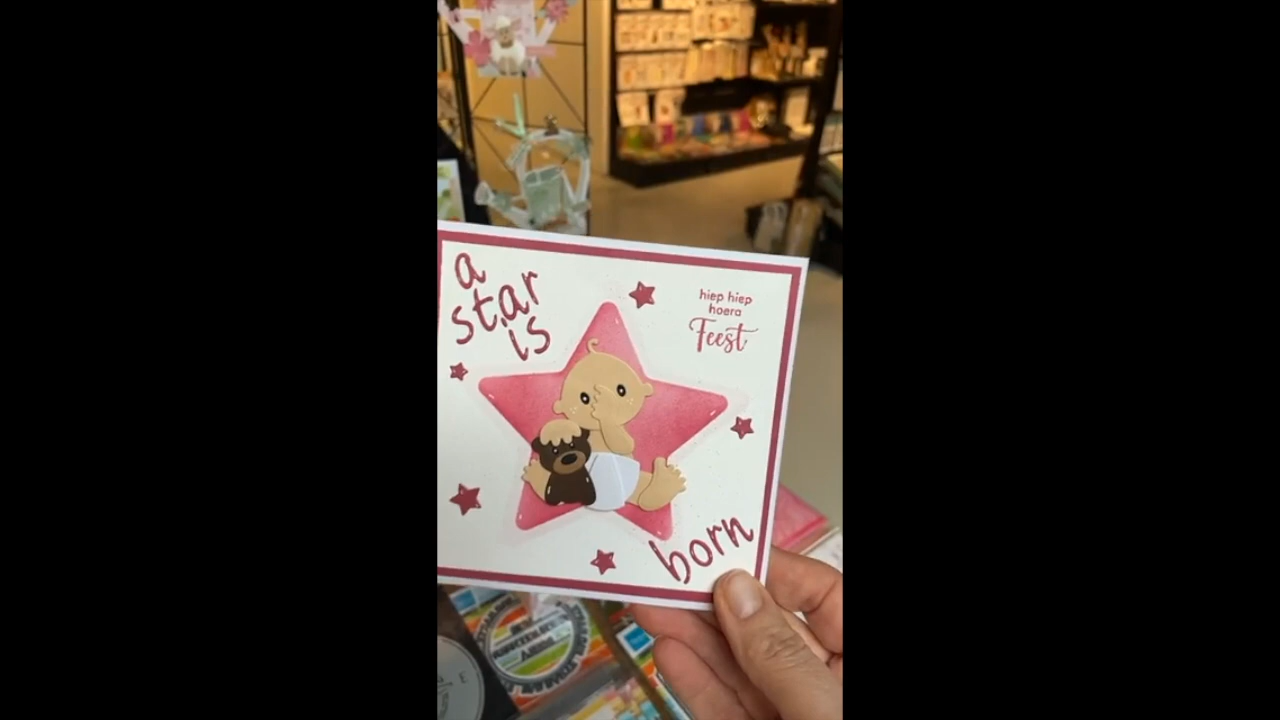 a
star
is
hiep hiep
hoera
Feest
born